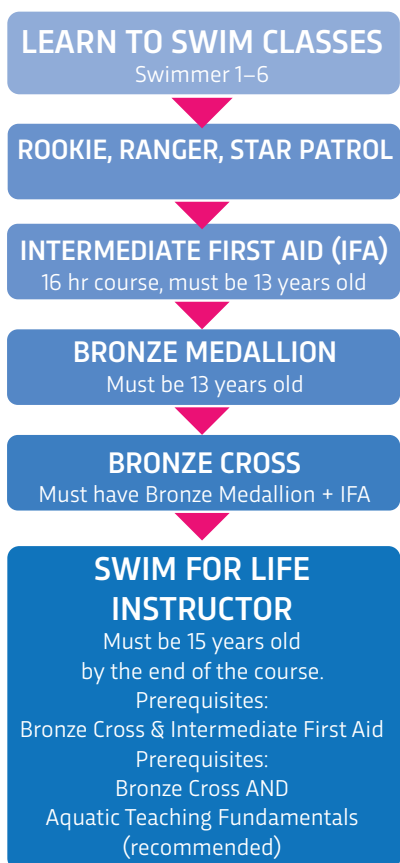 LEARN TO SWIM CLASSES
Swimmer 1–6
ROOKIE, RANGER, STAR PATROL
INTERMEDIATE FIRST AID (IFA)
16 hr course, must be 13 years old
BRONZE MEDALLION
Must be 13 years old
BRONZE CROSS
Must have Bronze Medallion + IFA
SWIM FOR LIFE
INSTRUCTOR
Must be 15 years old
by the end of the course.
Prerequisites:
Bronze Cross & Intermediate First Aid
Prerequisites:
Bronze Cross AND
Aquatic Teaching Fundamentals
(recommended)